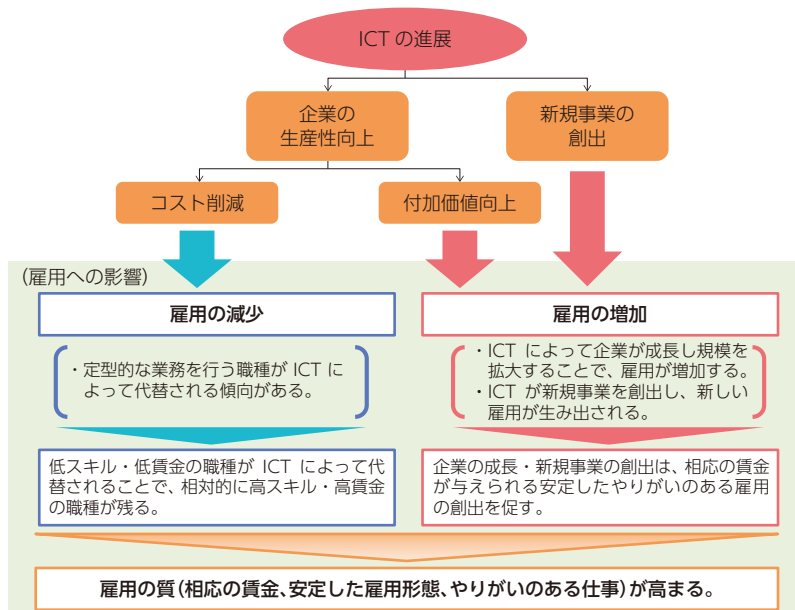 ICT の進展
企業の
生産性向上
新規事業の
創出
コスト削減
付加価値向上
(雇用への影響)
雇用の減少
・定型的な業務を行う職種が ICT に
よって代替される傾向がある。
低スキル・低賃金の職種が ICT によって代
替されることで、相対的に高スキル・高賃金
の職種が残る。
雇用の増加
・ICT によって企業が成長し規模を
拡大することで、雇用が増加する。
・ICT が新規事業を創出し、新しい
雇用が生み出される。
企業の成長・新規事業の創出は、相応の賃金
が与えられる安定したやりがいのある雇用
の創出を促す。
雇用の質(相応の賃金、安定した雇用形態、やりがいのある仕事)が高まる。